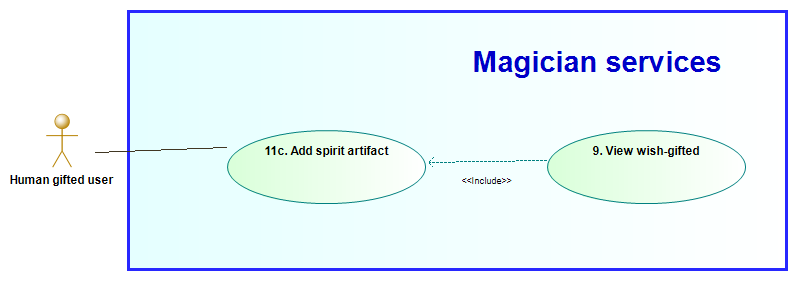 Magician services
11c. Add spirit artifact
9. View wish-gifted
<<Include>>
Human gifted user